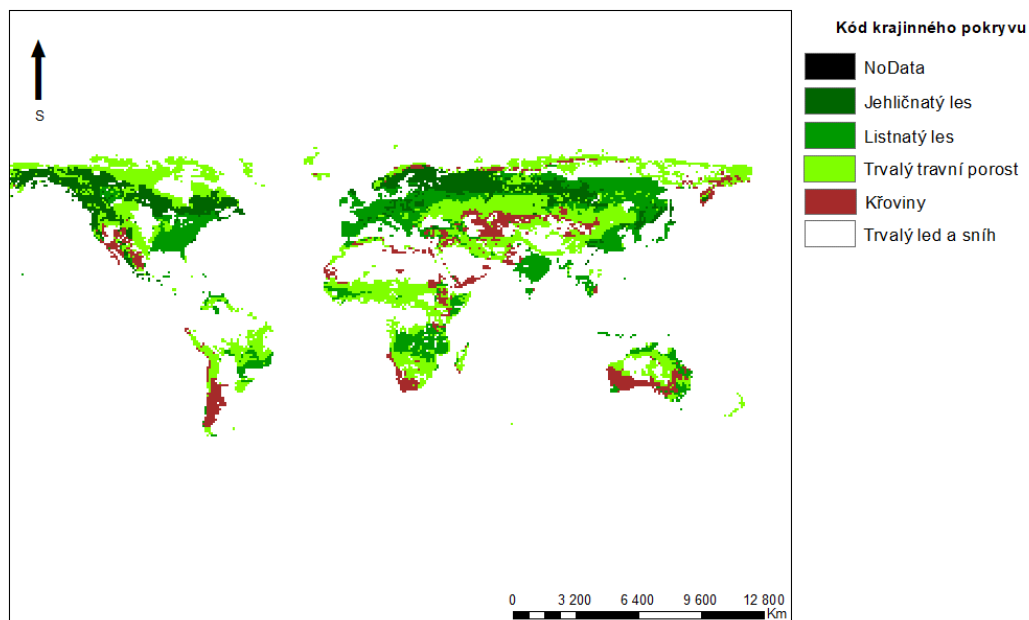 Kód krajinného pokryvu
NoData
Jehličnatý les
Listnatý les
Trvalý travní porost
Křoviny
Trvalý led a sníh
S
0 3 200 6 400 9 600 12 800
Km